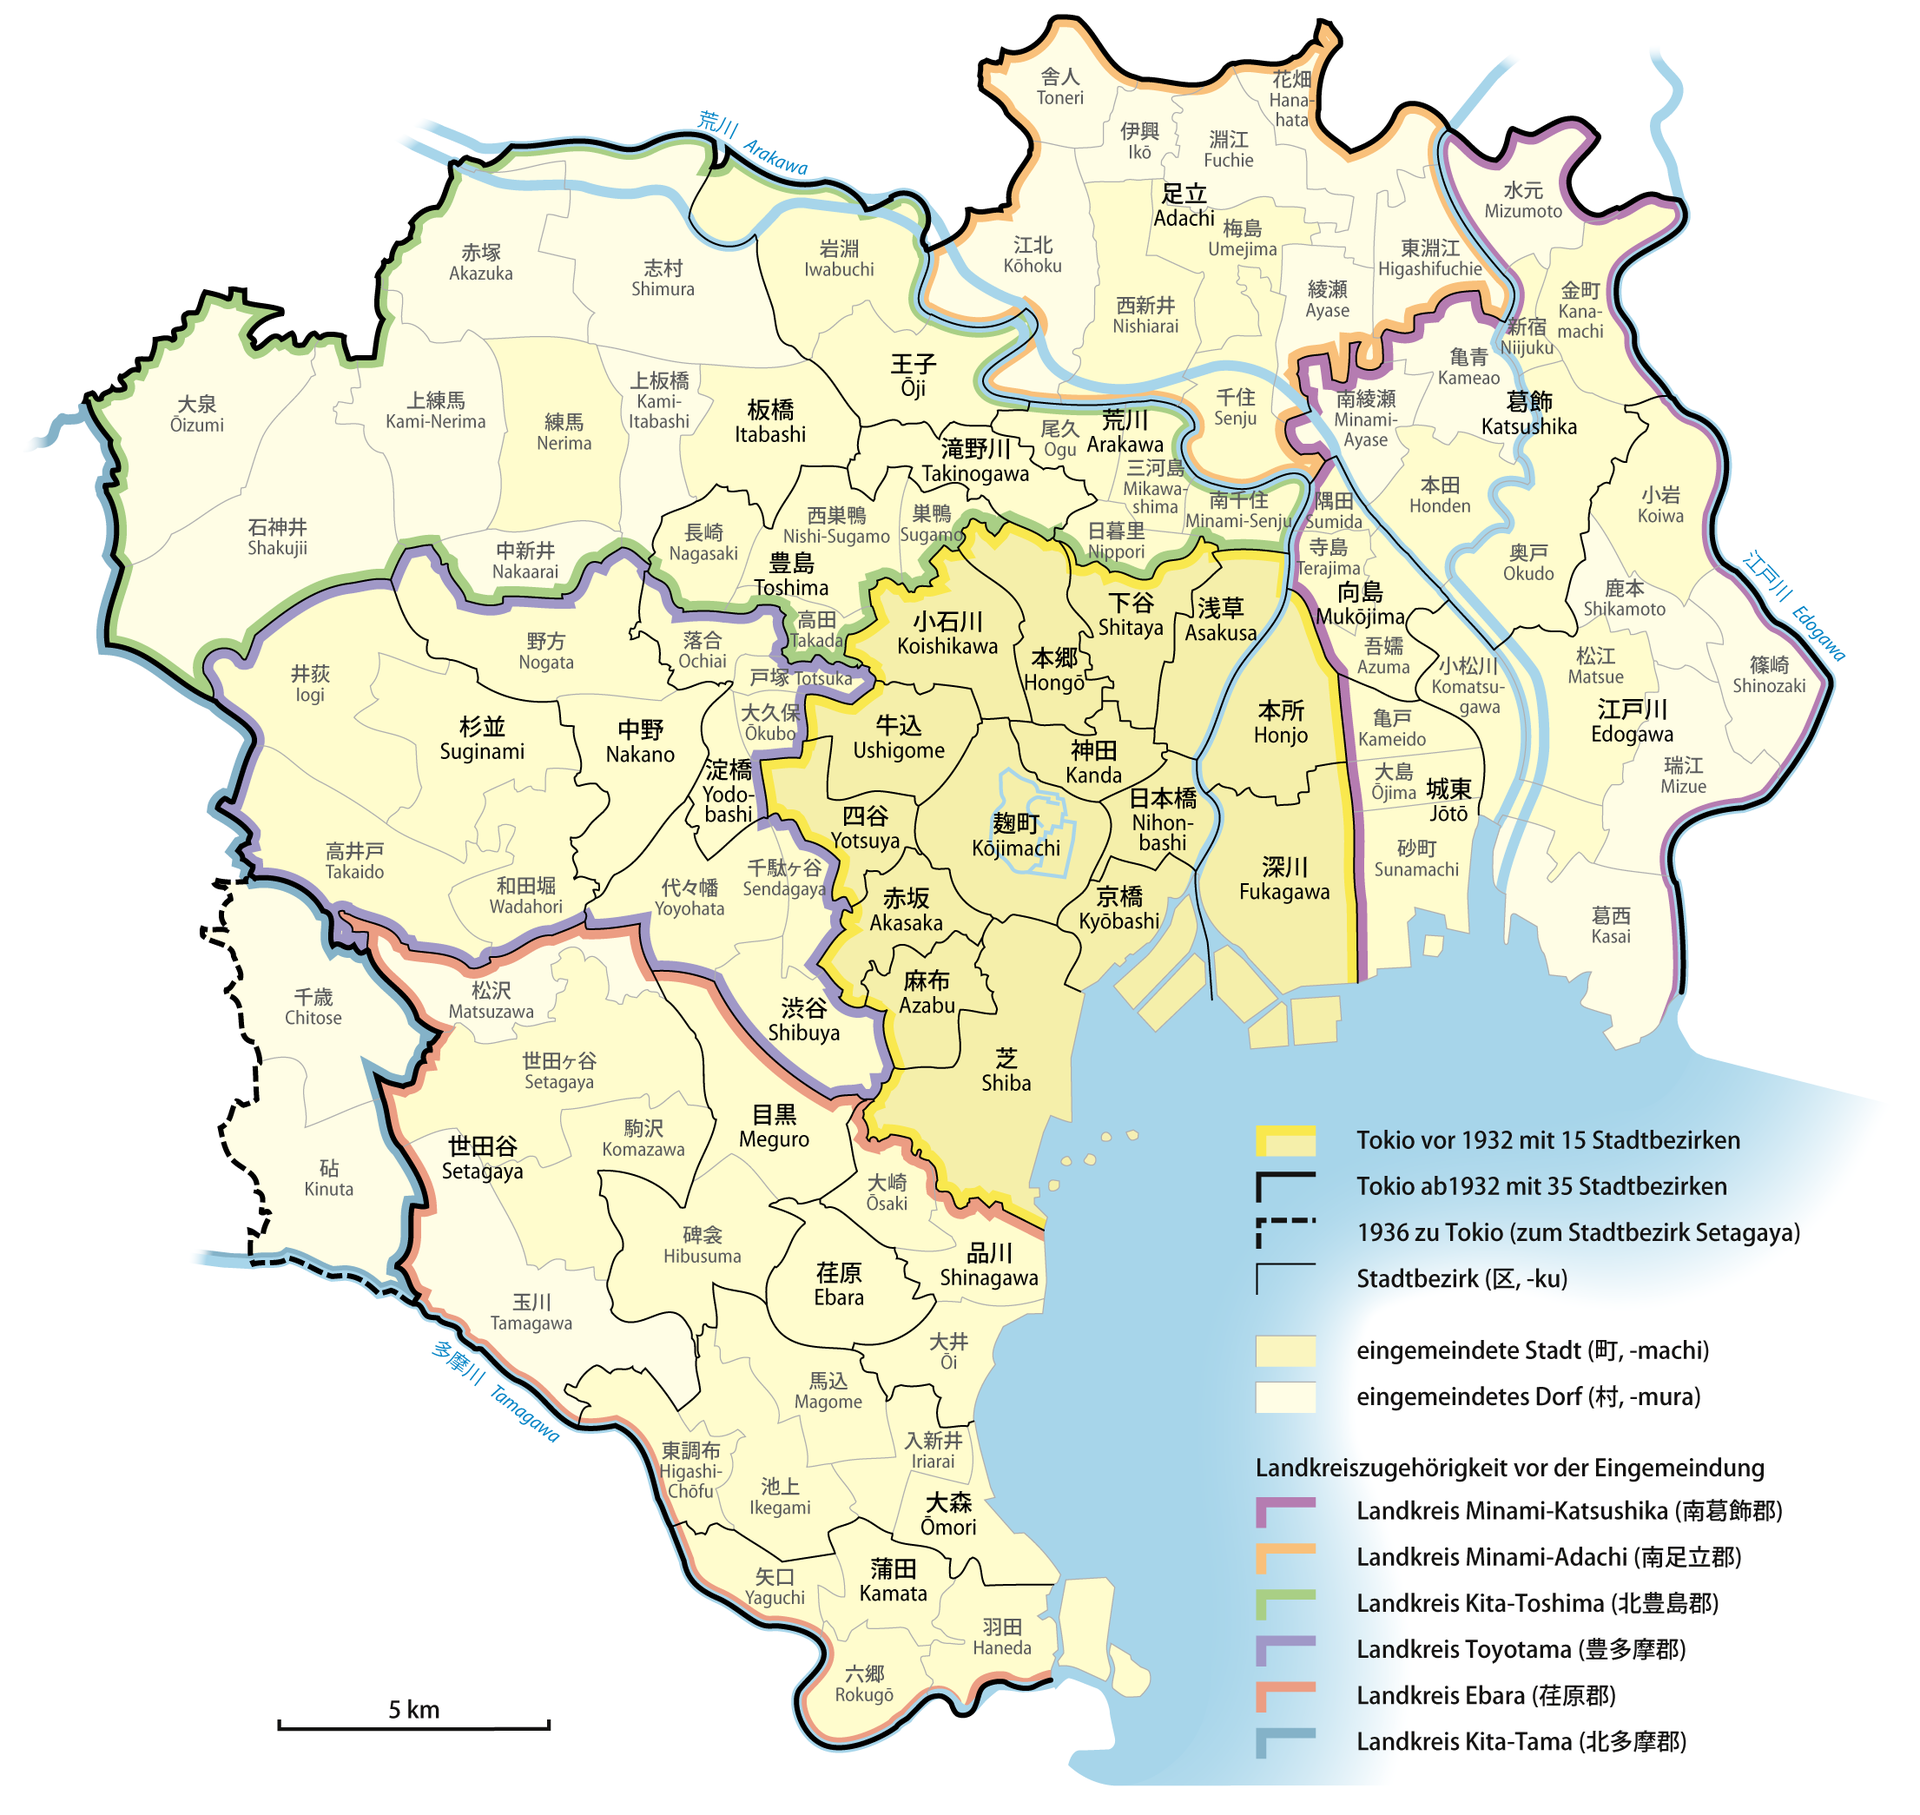 舎人
Toneri
花畑
Hana-
hata
伊興
Ikō
淵江
Fuchie
足立
Adachi
梅島
Umejima
江北
Kōhoku
西新井
Nishiarai
綾瀬
Ayase
東淵江
Higashifuchie
千住
Senju
荒川 Arakawa
水元
Mizumoto
金町
Kana-
machi
新宿
Niijuku
亀青
Kameao
葛飾
Katsushika
南綾瀬
Minami-
Ayase
本田
Honden
奥戸
Okudo
小岩
Koiwa
鹿本
Shikamoto
松江
Matsue
篠崎
Shinozaki
江戸川
Edogawa
瑞江
Mizue
葛西
Kasai
小松川
Komatsu-
gawa
江戸川 Edogawa
隅田
Sumida
寺島
Terajima
向島
Mukōjima
吾嬬
Azuma
亀戸
Kameido
大島
Ōjima
城東
Jōtō
砂町
Sunamachi
赤塚
Akazuka
志村
Shimura
岩淵
Iwabuchi
王子
Ōji
大泉
Ōizumi
上練馬
Kami-Nerima
練馬
Nerima
上板橋
Kami-
Itabashi
板橋
Itabashi
滝野川
Takinogawa
尾久
Ogu
荒川
Arakawa
三河島
Mikawa-
shima
南千住
Minami-Senju
日暮里
Nippori
石神井
Shakujii
中新井
Nakaarai
長崎
Nagasaki
西巣鴨
Nishi-Sugamo
巣鴨
Sugamo
豊島
Toshima
高田
Takada
小石川
Koishikawa
本郷
Hongō
下谷
Shitaya
浅草
Asakusa
本所
Honjo
深川
Fukagawa
牛込
Ushigome
神田
Kanda
四谷
Yotsuya
麹町
Kōjimachi
日本橋
Nihon-
bashi
赤坂
Akasaka
京橋
Kyōbashi
麻布
Azabu
芝
Shiba
井荻
Iogi
野方
Nogata
落合
Ochiai
戸塚 Totsuka
大久保
Ōkubo
杉並
Suginami
中野
Nakano
淀橋
Yodo-
bashi
高井戸
Takaido
和田堀
Wadahori
代々幡
Yoyohata
千駄ヶ谷
Sendagaya
渋谷
Shibuya
千歳
Chitose
砧
Kinuta
松沢
Matsuzawa
世田ヶ谷
Setagaya
駒沢
Komazawa
世田谷
Setagaya
玉川
Tamagawa
多摩川 Tamagawa
目黒
Meguro
碑衾
Hibusuma
大崎
Ōsaki
品川
Shinagawa
荏原
Ebara
大井
Ōi
馬込
Magome
東調布
Higashi-
Chōfu
池上
Ikegami
入新井
Iriarai
大森
Ōmori
矢口
Yaguchi
蒲田
Kamata
羽田
Haneda
六郷
Rokugō
5 km
Tokio vor 1932 mit 15 Stadtbezirken
Tokio ab1932 mit 35 Stadtbezirken
1936 zu Tokio (zum Stadtbezirk Setagaya)
Stadtbezirk (区, -ku)
eingemeindete Stadt (町, -machi)
eingemeindetes Dorf (村, -mura)
Landkreiszugehörigkeit vor der Eingemeindung
Landkreis Minami-Katsushika (南葛飾郡)
Landkreis Minami-Adachi (南足立郡)
Landkreis Kita-Toshima (北豊島郡)
Landkreis Toyotama (豊多摩郡)
Landkreis Ebara (荏原郡)
Landkreis Kita-Tama (北多摩郡)